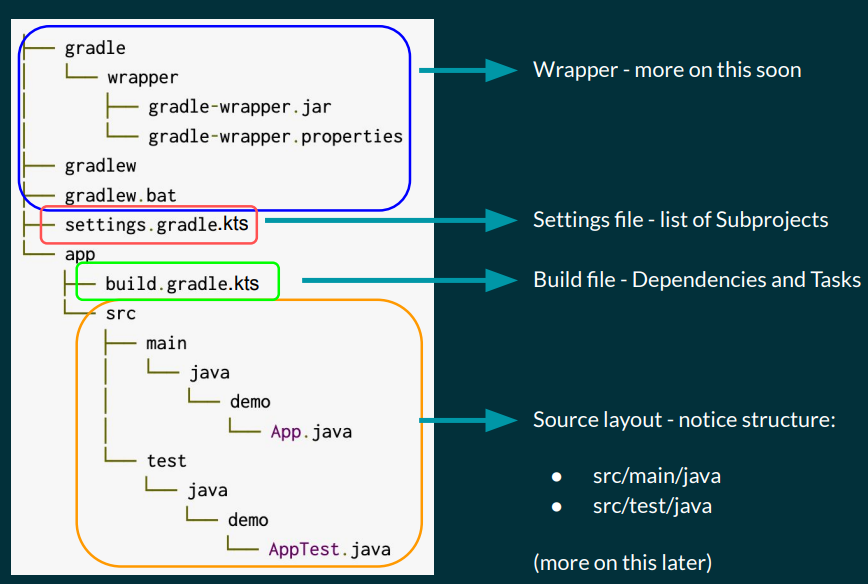 gradle
wrapper
gradle-wrapper.jar
gradle-wrapper.properties
gradlew
gradlew.bat
settings.gradle.kts
app
build.gradle.kts
src
main
java
demo
App.java
test
java
demo
AppTest.java
Wrapper - more on this soon
Settings file - list of Subprojects
Build file - Dependencies and Tasks
Source layout - notice structure:
● src/main/java
● src/test/java
(more on this later)